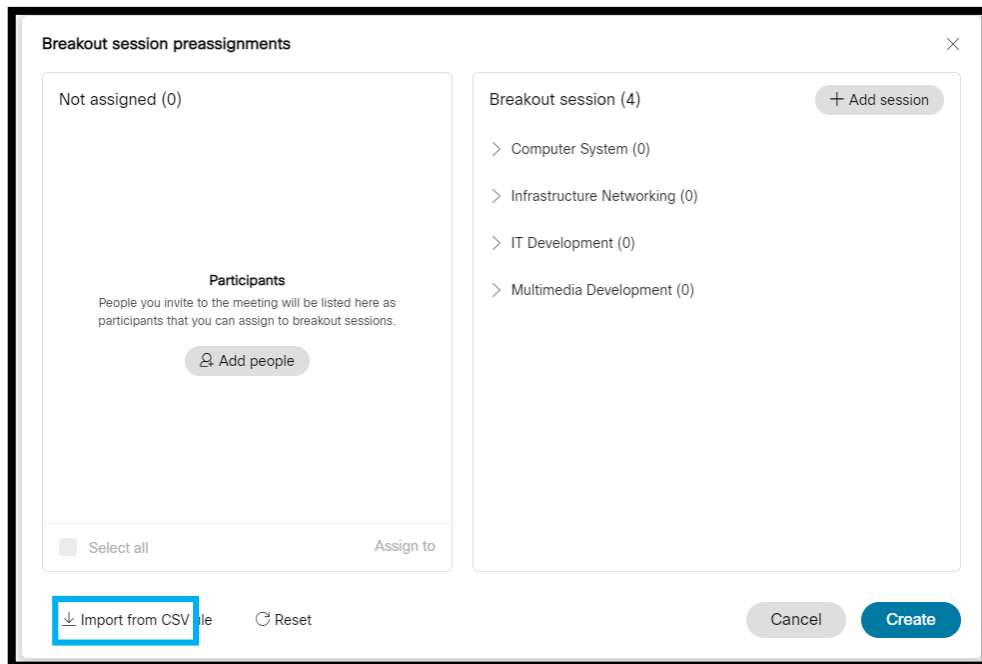 Breakout session preassignments
Not assigned (0)
Participants
People you invite to the meeting will be listed here as
participants that you can assign to breakout sessions.
Add people
Select all
Assign to
Breakout session (4)
+ Add session
Computer System (0)
Infrastructure Networking (0)
IT Development (0)
Multimedia Development (0)
Import from CSV ile
Reset
Cancel
Create